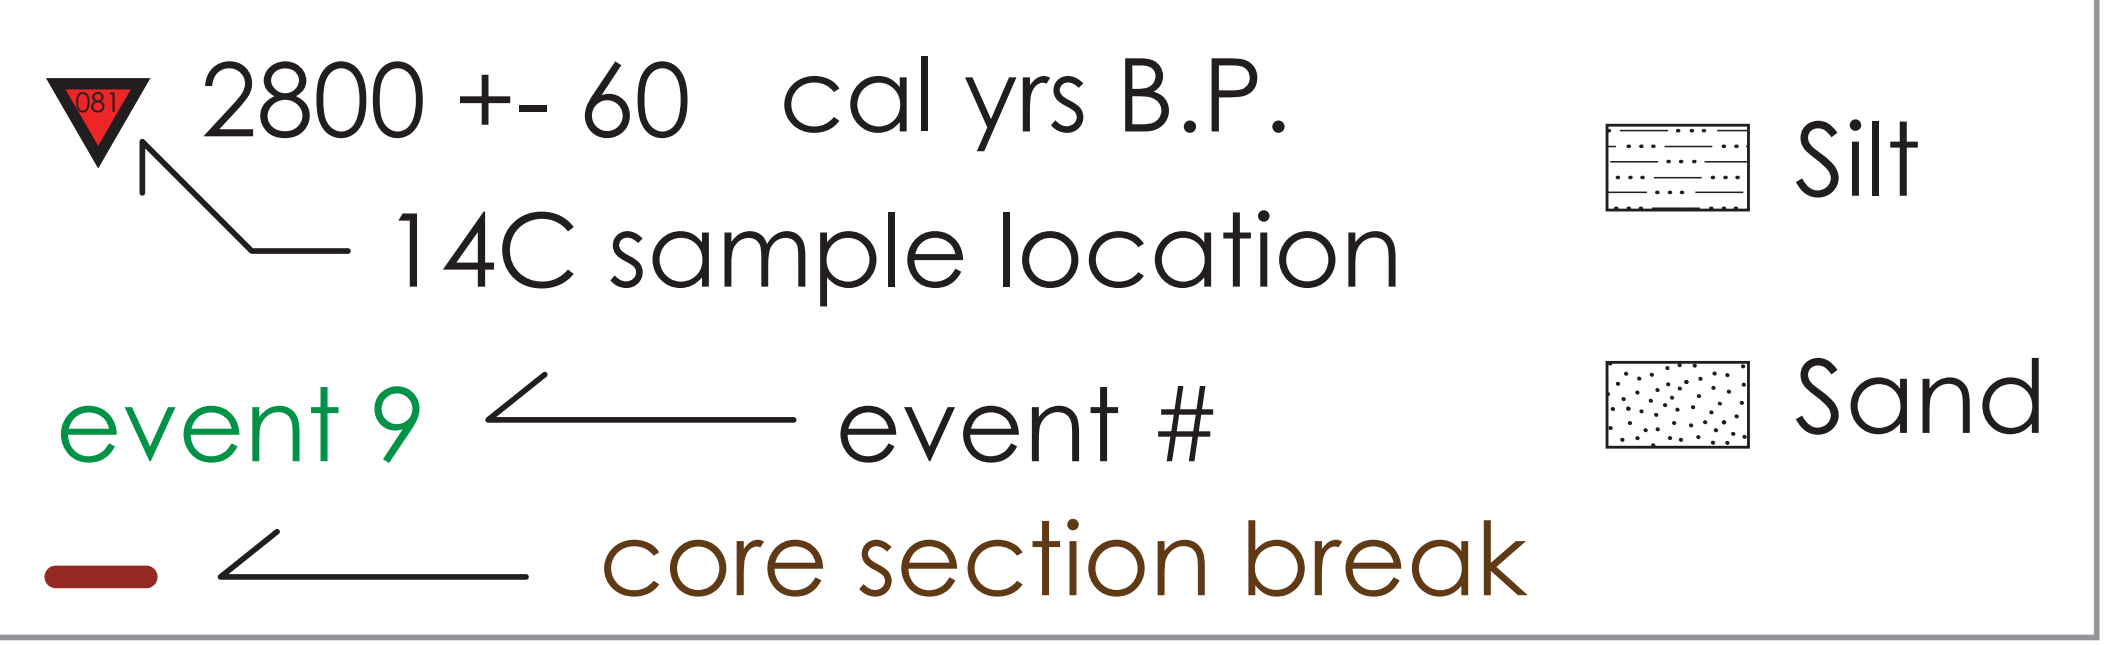 081 2800 +- 60 cal yrs B.P.
14C sample location
event 9 event #
core section break
Silt
Sand